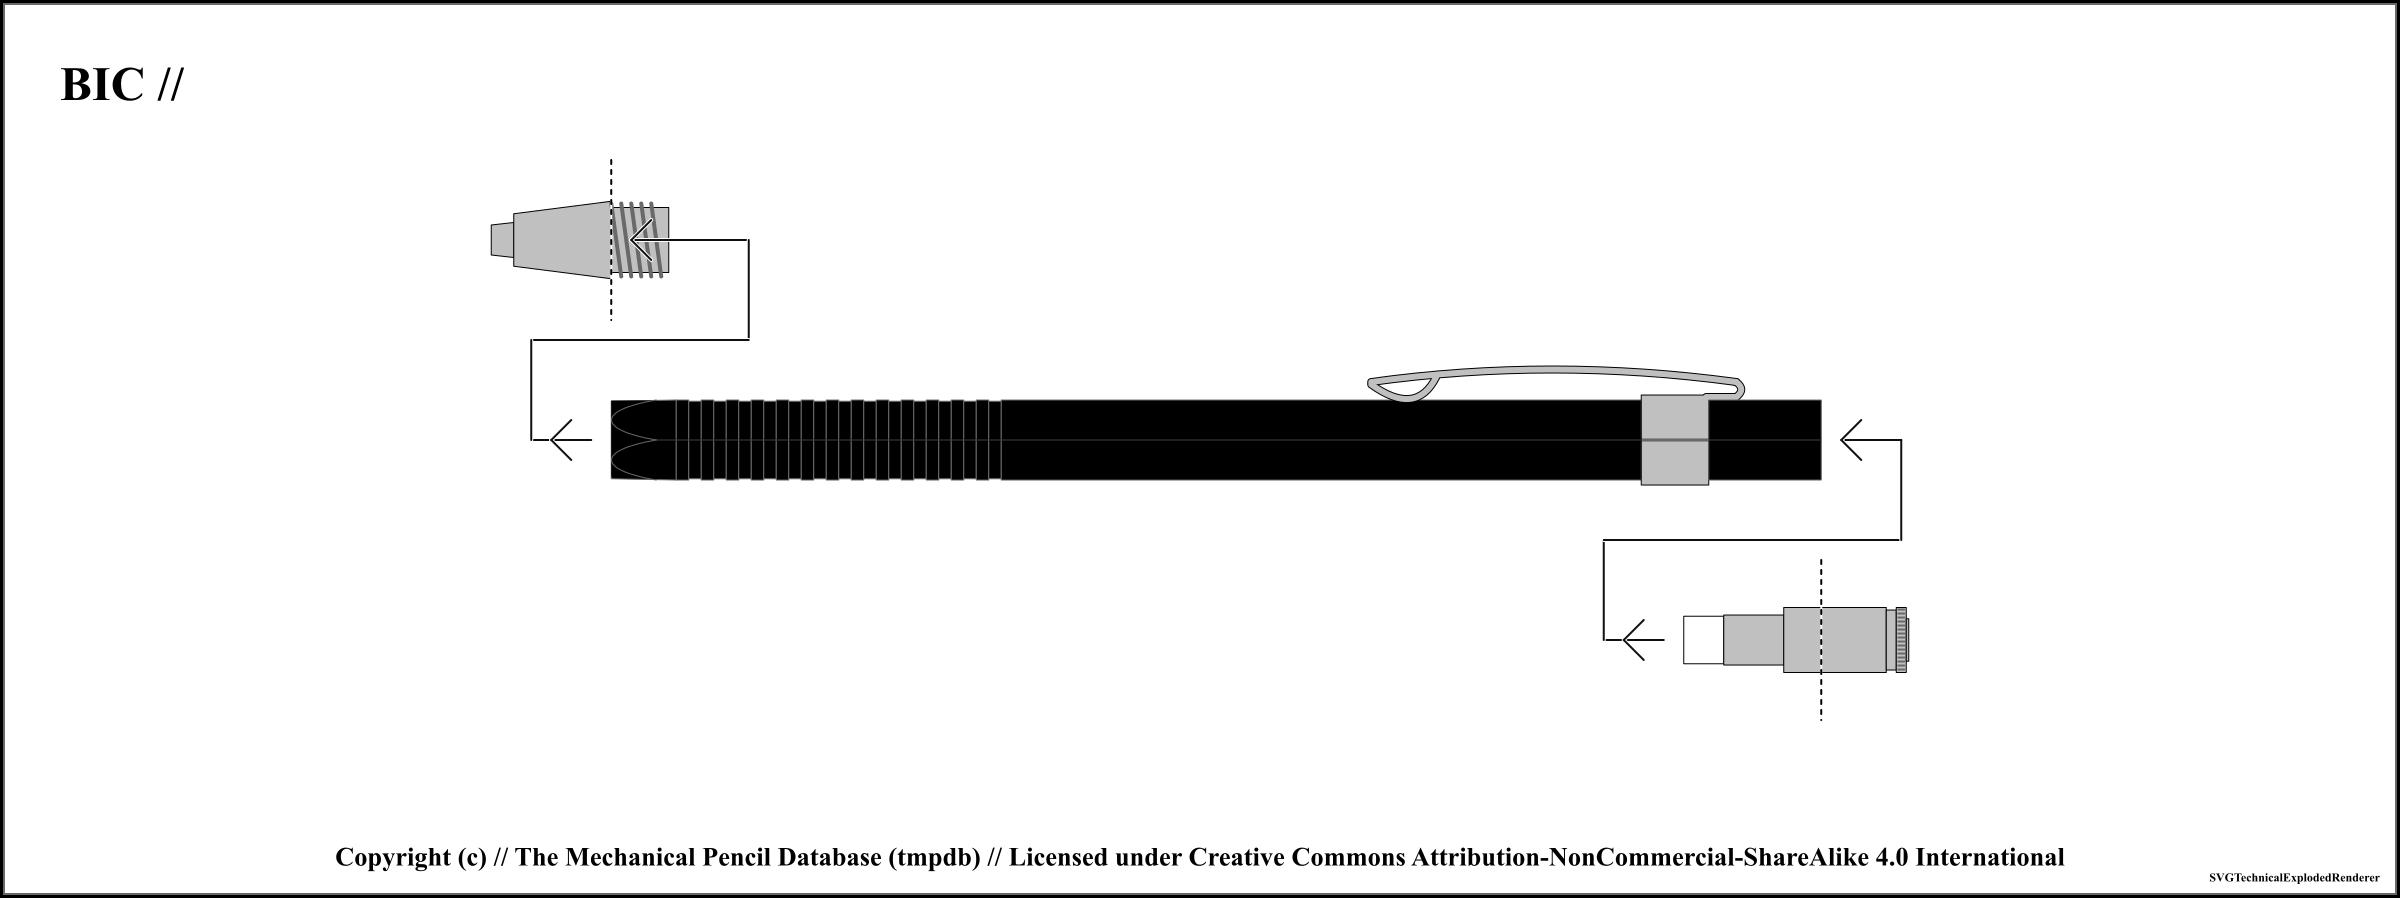 BIC //
Copyright (c) // The Mechanical Pencil Database (tmpdb) // Licensed under Creative Commons Attribution-NonCommercial-ShareAlike 4.0 International
SVGTechnicalExplodedRenderer